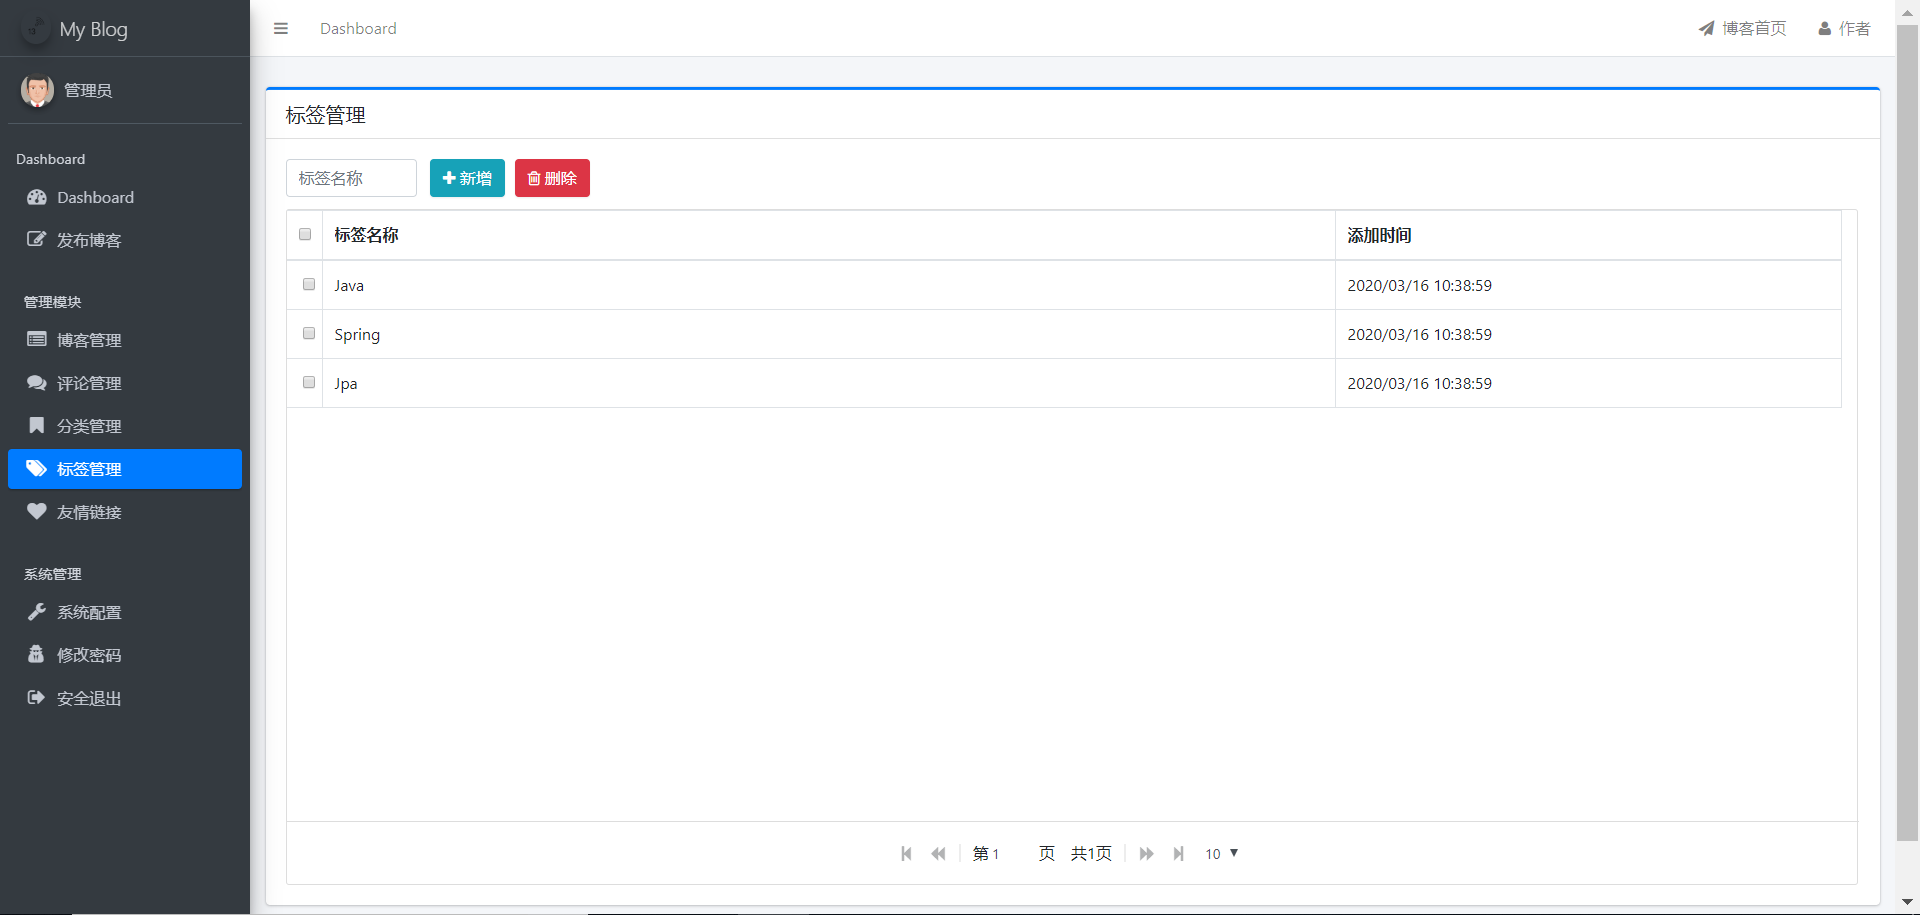 My Blog
Dashboard
博客首页
作者
管理员
Dashboard
Dashboard
发布博客
管理模块
博客管理
评论管理
分类管理
标签管理
友情链接
系统管理
系统配置
修改密码
安全退出
标签管理
标签名称
新增
删除
标签名称 添加时间
Java 2020/03/16 10:38:59
Spring 2020/03/16 10:38:59
Jpa 2020/03/16 10:38:59
第 1 页 共1页 10